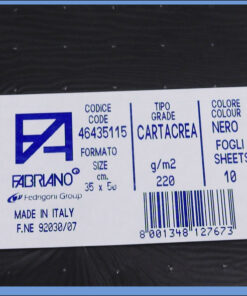 CODICE
CODE
46435115
FORMATO
SIZE
cm.
35 x 50
TIPO
GRADE
CARTACREA
g/m2
220
COLORE
COLOUR
NERO
FOGLI
SHEETS
10
FABRIANO
Fedrigoni Group
MADE IN ITALY
F.NE 92030/07
8 001348 127673